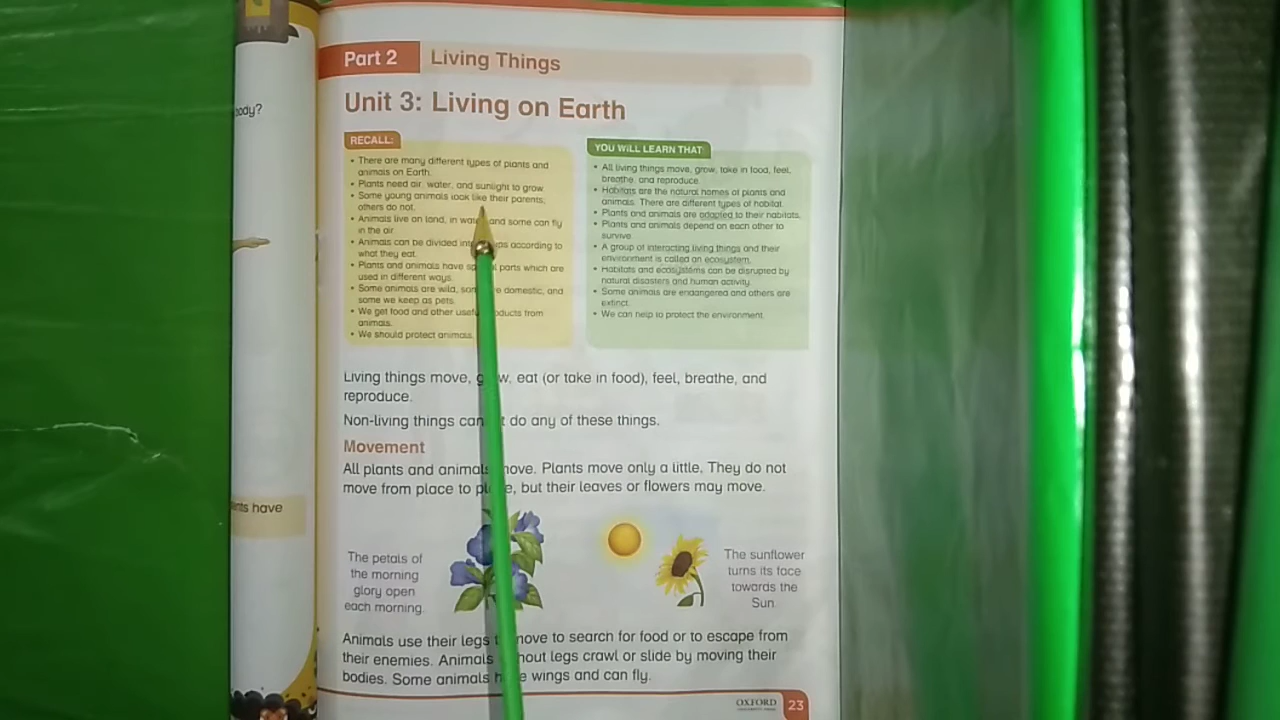 ody?
ents have
Part 2 Living Things
Unit 3: Living on Earth
RECALL:
• There are many different types of plants and
animals on Earth.
• Plants need air, water, and sunlight to grow
• Some young animals look like their parents;
others do not.
• Animals live on land, in and some can fly
in the air.
• Animals can be divided according to
what they eat.
• Plants and animals have parts which are
used in different ways.
• Some animals are wild, domestic, and
some we keep as pets.
• We get food and other from
animals.
• We should protect animals.
YOU WILL LEARN THAT:
• All living things move, grow, take in food, feel,
breathe, and reproduce.
• Habitats are the natural homes of plants and
animals. There are different types of habitat.
• Plants and animals are adapted to their habitats.
• Plants and animals depend on each other to
survive.
• A group of interacting living things and their
environment is called an ecosystem.
• Habitats and ecosystems can be disrupted by
natural disasters and human activity.
• Some animals are endangered and others are
extinct.
• We can help to protect the environment.
Living things move, eat (or take in food), feel, breathe, and
reproduce.
Non-living things do any of these things.
Movement
All plants and animals move. Plants move only a little. They do not
move from place to but their leaves or flowers may move.
The petals of
the morning
glory open
each morning.
The sunflower
turns its face
towards the
Sun.
Animals use their legs move to search for food or to escape from
their enemies. Animals legs crawl or slide by moving their
bodies. Some animals wings and can fly.
OXFORD
23